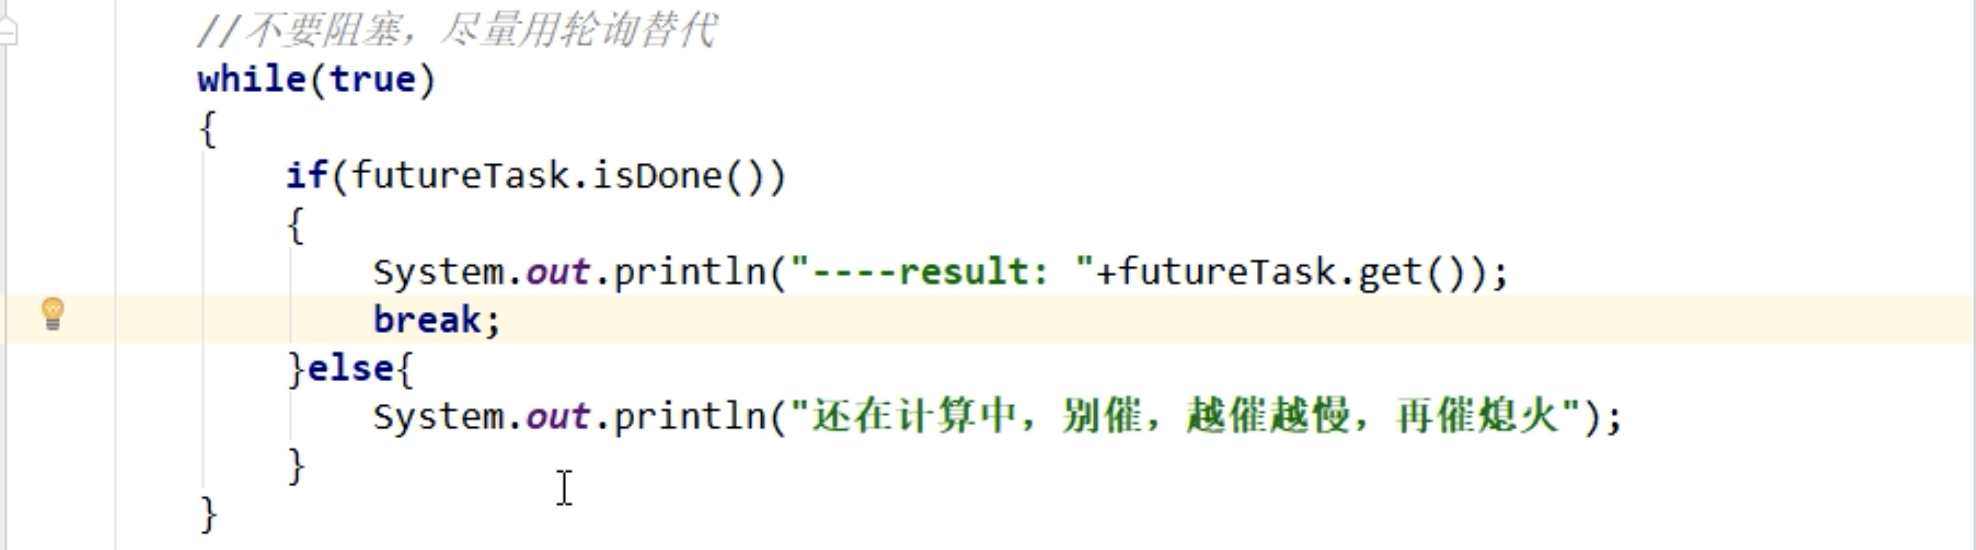 //不要阻塞，尽量用轮询替代
while(true)
{
if(futureTask.isDone())
{
System.out.println("----result: "+futureTask.get());
break;
}else{
System.out.println("还在计算中，别催，越催越慢，再催熄火");
}
}